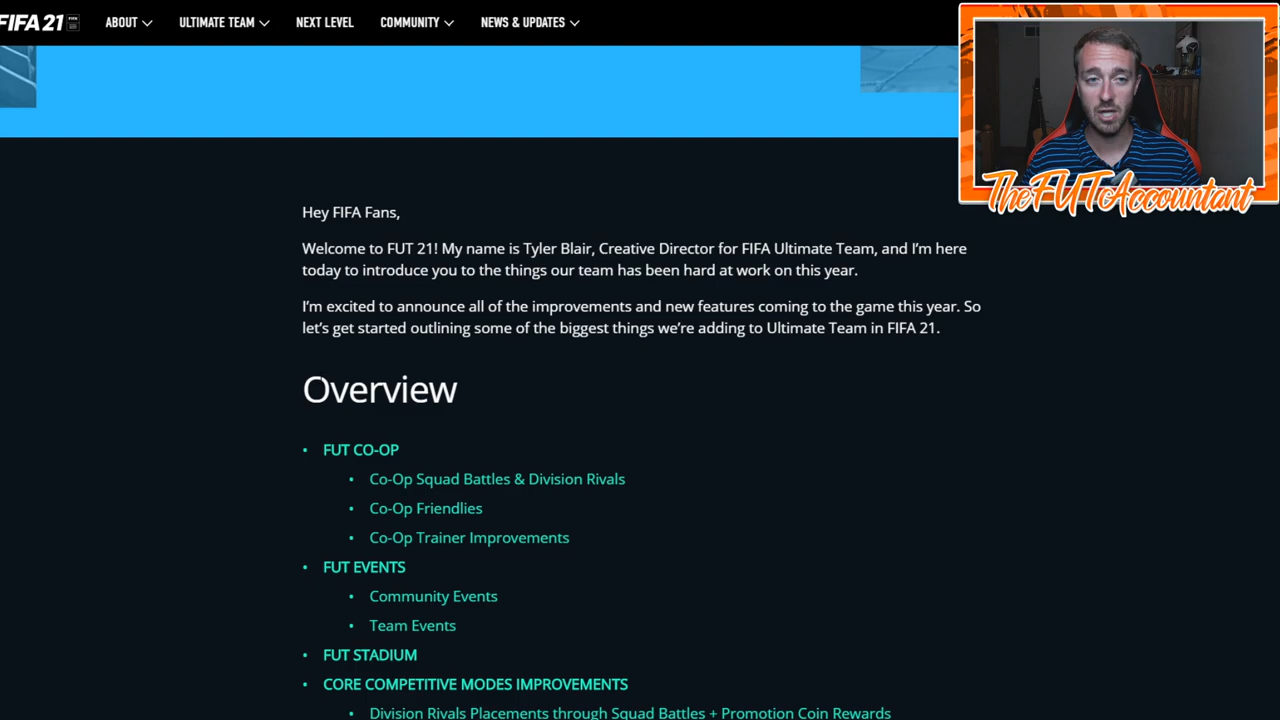 FIFA 21 ABOUT ULTIMATE TEAM NEXT LEVEL COMMUNITY NEWS & UPDATES
TheFUTAccountant
Hey FIFA Fans,
Welcome to FUT 21! My name is Tyler Blair, Creative Director for FIFA Ultimate Team, and I'm here
today to introduce you to the things our team has been hard at work on this year.
I'm excited to announce all of the improvements and new features coming to the game this year. So
let's get started outlining some of the biggest things we're adding to Ultimate Team in FIFA 21.
Overview
• FUT CO-OP
• Co-Op Squad Battles & Division Rivals
• Co-Op Friendlies
• Co-Op Trainer Improvements
• FUT EVENTS
• Community Events
• Team Events
• FUT STADIUM
• CORE COMPETITIVE MODES IMPROVEMENTS
• Division Rivals Placements through Squad Battles + Promotion Coin Rewards